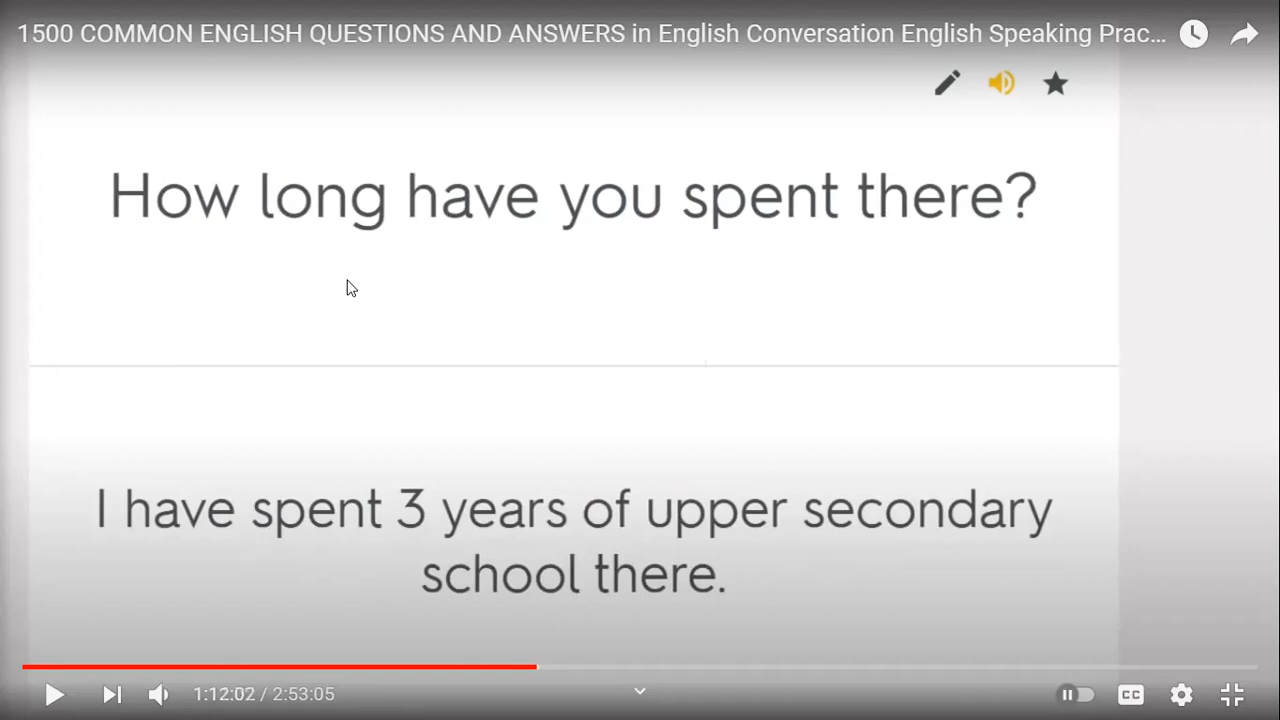 1500 COMMON ENGLISH QUESTIONS AND ANSWERS in English Conversation English Speaking Prac...
How long have you spent there?
I have spent 3 years of upper secondary
school there.
1:12:02 / 2:53:05
CC